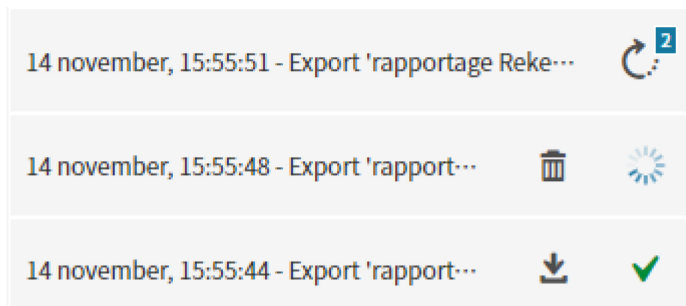 14 november, 15:55:51 - Export 'rapportage Reke··· 2
14 november, 15:55:48 - Export 'rapport···
14 november, 15:55:44 - Export 'rapport···